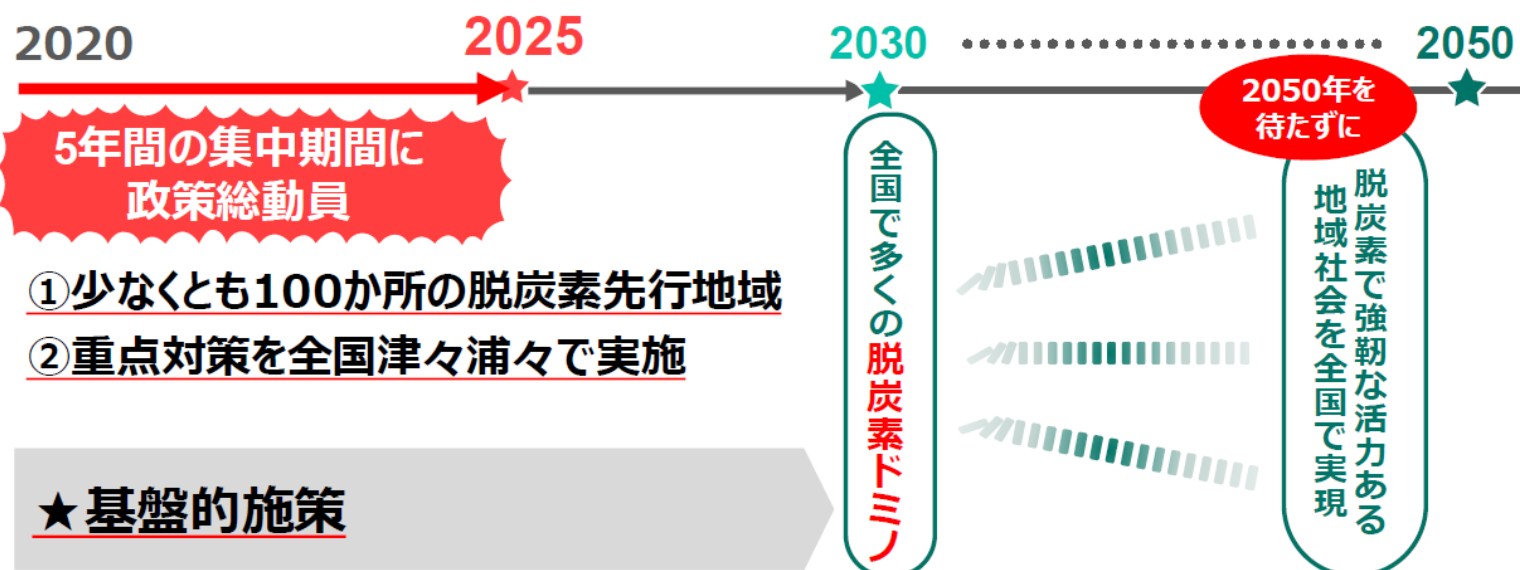 2020
2025
2030
2050
5年間の集中期間に
政策総動員
①少なくとも100か所の脱炭素先行地域
②重点対策を全国津々浦々で実施
★基盤的施策
全国で多くの脱炭素ドミノ
2050年を
待たずに
脱炭素で強靭な活力ある
地域社会を全国で実現